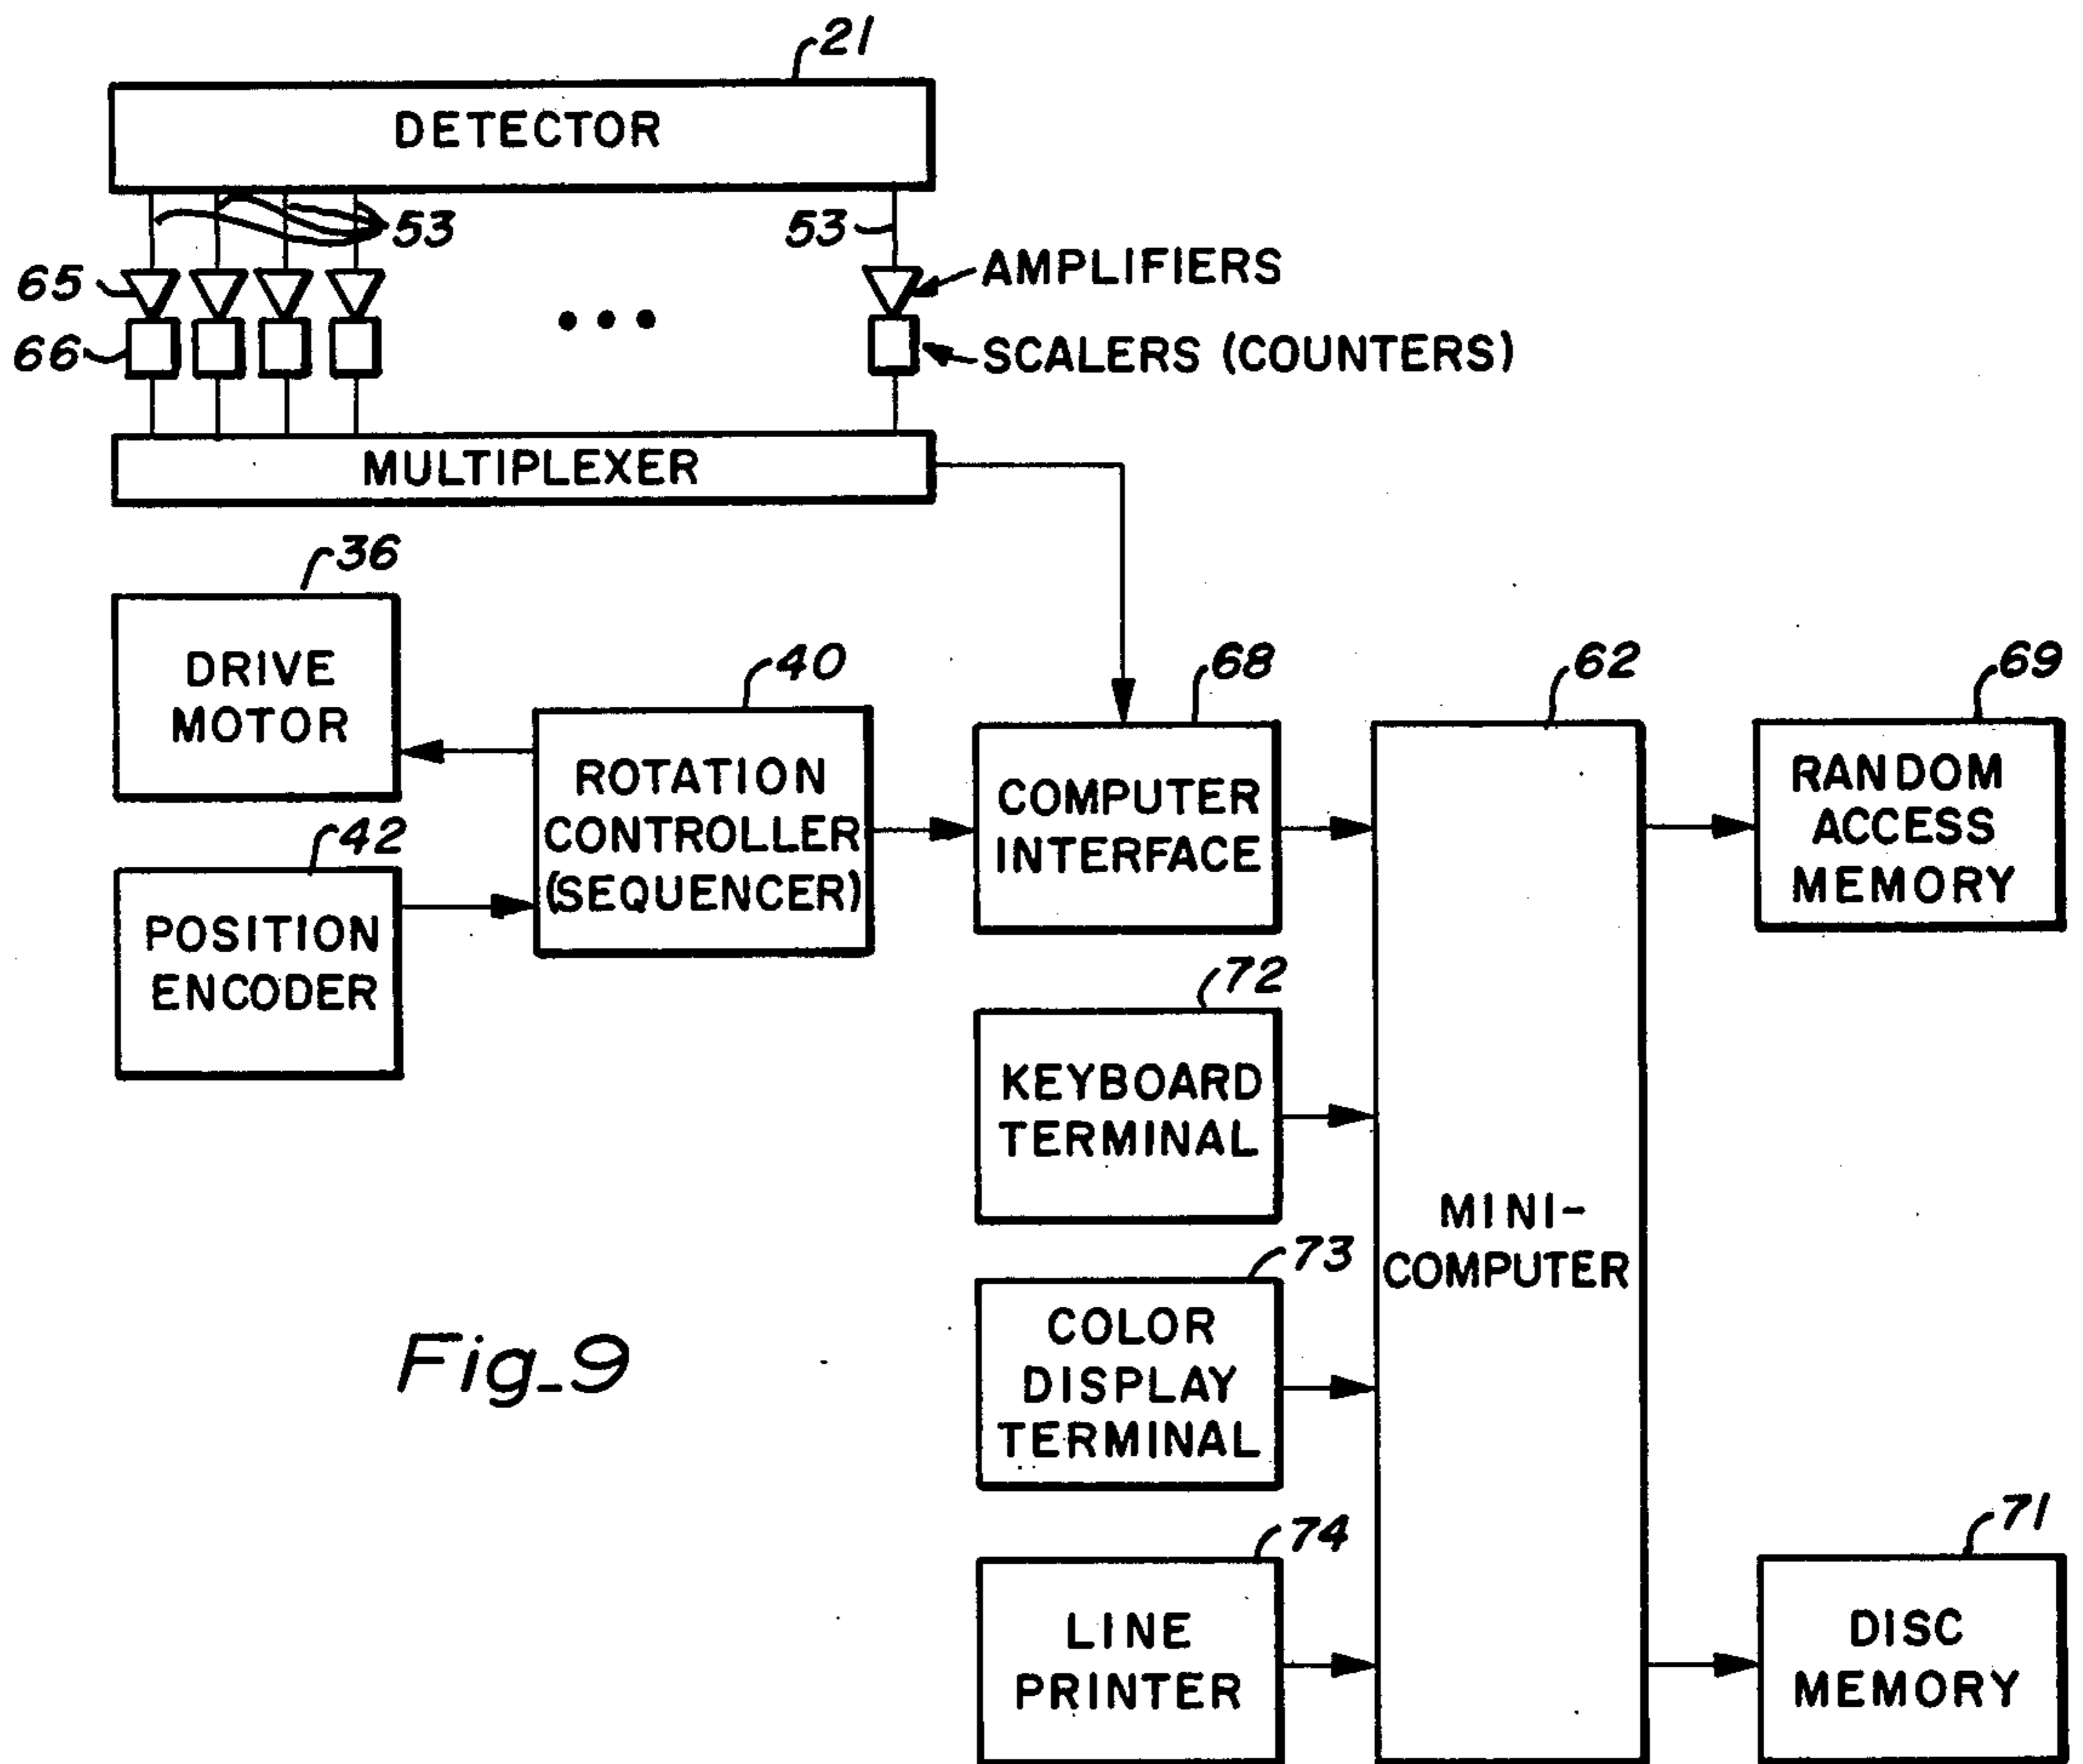 21
DETECTOR
53
53
65
AMPLIFIERS
66
SCALERS (COUNTERS)
MULTIPLEXER
36
DRIVE
MOTOR
40
ROTATION
CONTROLLER
(SEQUENCER)
42
POSITION
ENCODER
68
COMPUTER
INTERFACE
62
MINI-
COMPUTER
69
RANDOM
ACCESS
MEMORY
72
KEYBOARD
TERMINAL
73
COLOR
DISPLAY
TERMINAL
74
LINE
PRINTER
71
DISC
MEMORY
Fig_9